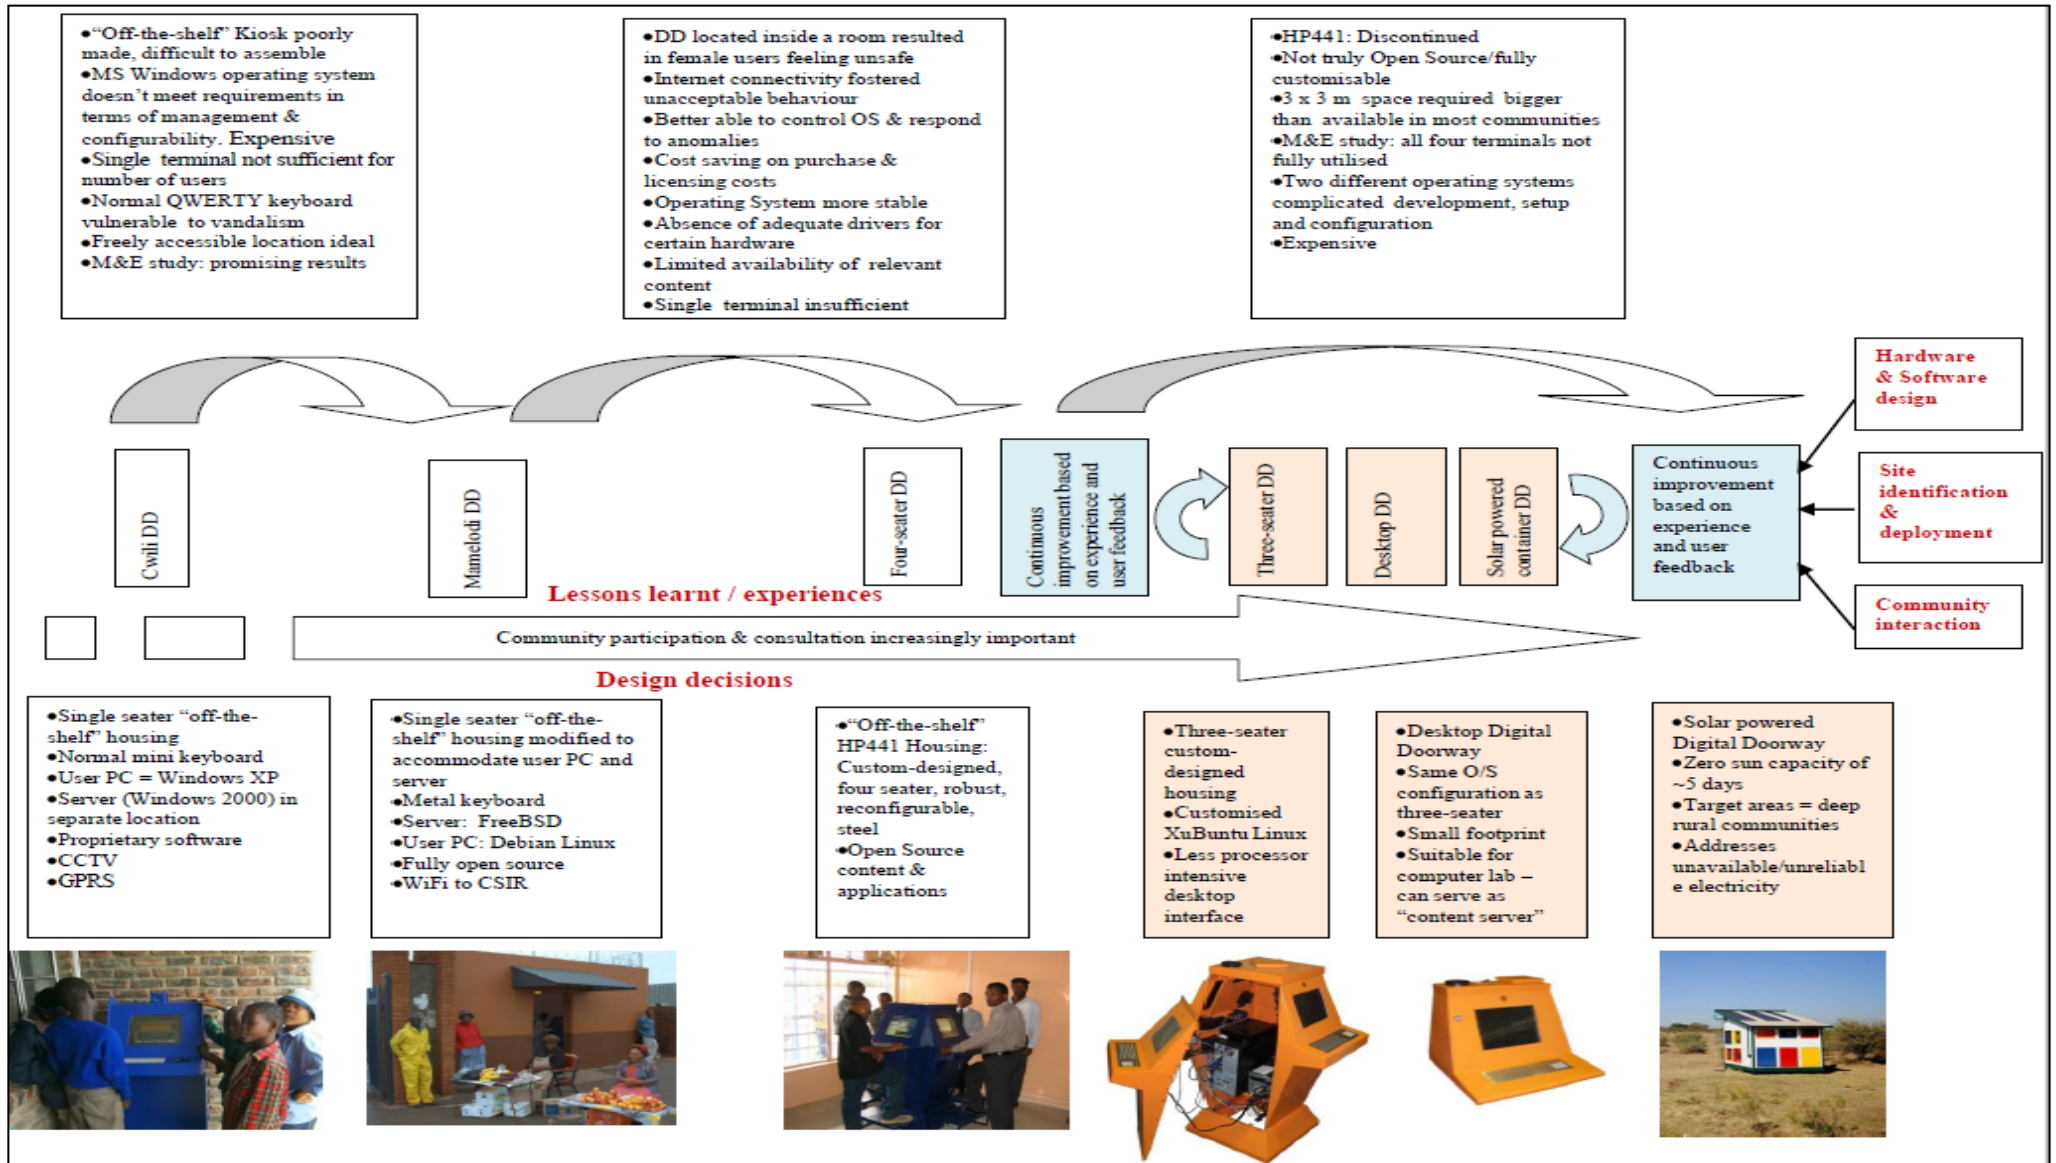 ●“Off-the-shelf” Kiosk poorly
made, difficult to assemble
●MS Windows operating system
doesn’t meet requirements in
terms of management &
configurability. Expensive
●Single terminal not sufficient for
number of users
●Normal QWERTY keyboard
vulnerable to vandalism
●Freely accessible location ideal
●M&E study: promising results
●DD located inside a room resulted
in female users feeling unsafe
●Internet connectivity fostered
unacceptable behaviour
●Better able to control OS & respond
to anomalies
●Cost saving on purchase &
licensing costs
●Operating System more stable
●Absence of adequate drivers for
certain hardware
●Limited availability of relevant
content
●Single terminal insufficient
●HP441: Discontinued
●Not truly Open Source/fully
customisable
●3 x 3 m space required bigger
than available in most communities
●M&E study: all four terminals not
fully utilised
●Two different operating systems
complicated development, setup
and configuration
●Expensive
Cwili DD
Mamelodi DD
Four-seater DD
Continuous
improvement based
on experience and
user feedback
Three-seater DD
Desktop DD
Solar powered
container DD
Continuous
improvement
based on
experience
and user
feedback
Hardware
& Software
design
Site
identification
&
deployment
Community
interaction
Lessons learnt / experiences
Community participation & consultation increasingly important
Design decisions
●Single seater “off-the-
shelf” housing
●Normal mini keyboard
●User PC = Windows XP
●Server (Windows 2000) in
separate location
●Proprietary software
●CCTV
●GPRS
●Single seater “off-the-
shelf” housing modified to
accommodate user PC and
server
●Metal keyboard
●Server: FreeBSD
●User PC: Debian Linux
●Fully open source
●WiFi to CSIR
●“Off-the-shelf”
HP441 Housing:
Custom-designed,
four seater, robust,
reconfigurable,
steel
●Open Source
content &
applications
●Three-seater
custom-
designed
housing
●Customised
XuBuntu Linux
●Less processor
intensive
desktop
interface
●Desktop Digital
Doorway
●Same O/S
configuration as
three-seater
●Small footprint
●Suitable for
computer lab –
can serve as
“content server”
●Solar powered
Digital Doorway
●Zero sun capacity of
~5 days
●Target areas = deep
rural communities
●Addresses
unavailable/unreliabl
e electricity